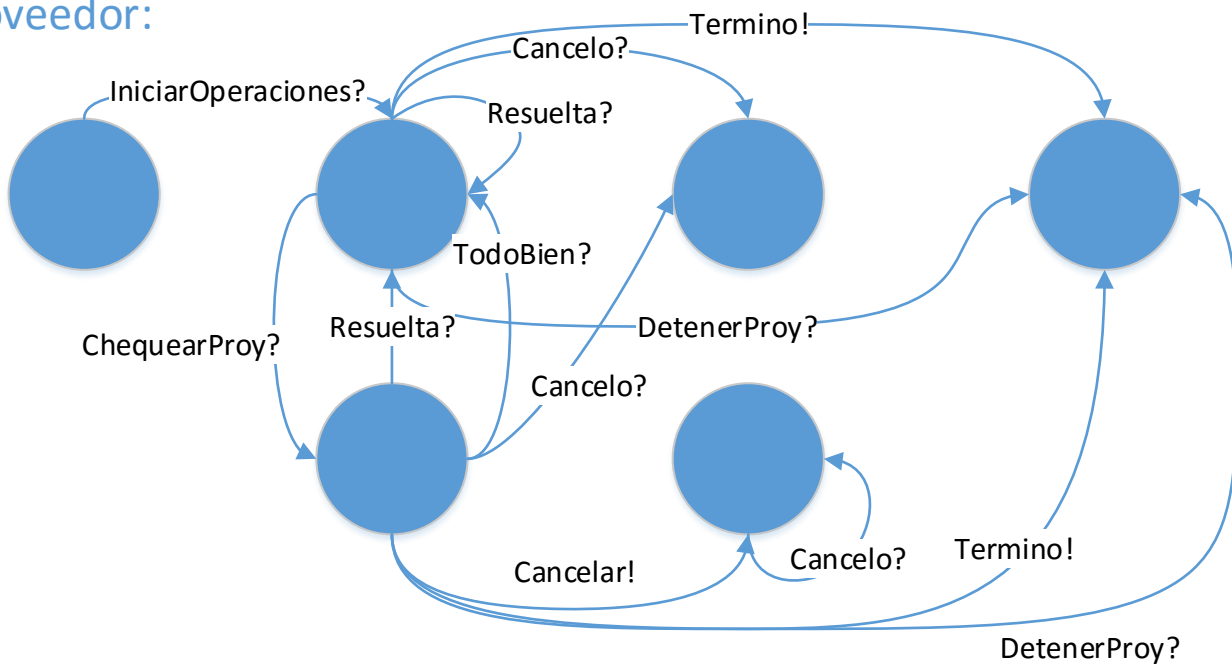 oveedor:
Termino!
Cancelo?
IniciarOperaciones?
Resuelta?
TodoBien?
Resuelta?
DetenerProy?
ChequearProy?
Cancelo?
Termino!
Cancelo?
Cancelar!
DetenerProy?